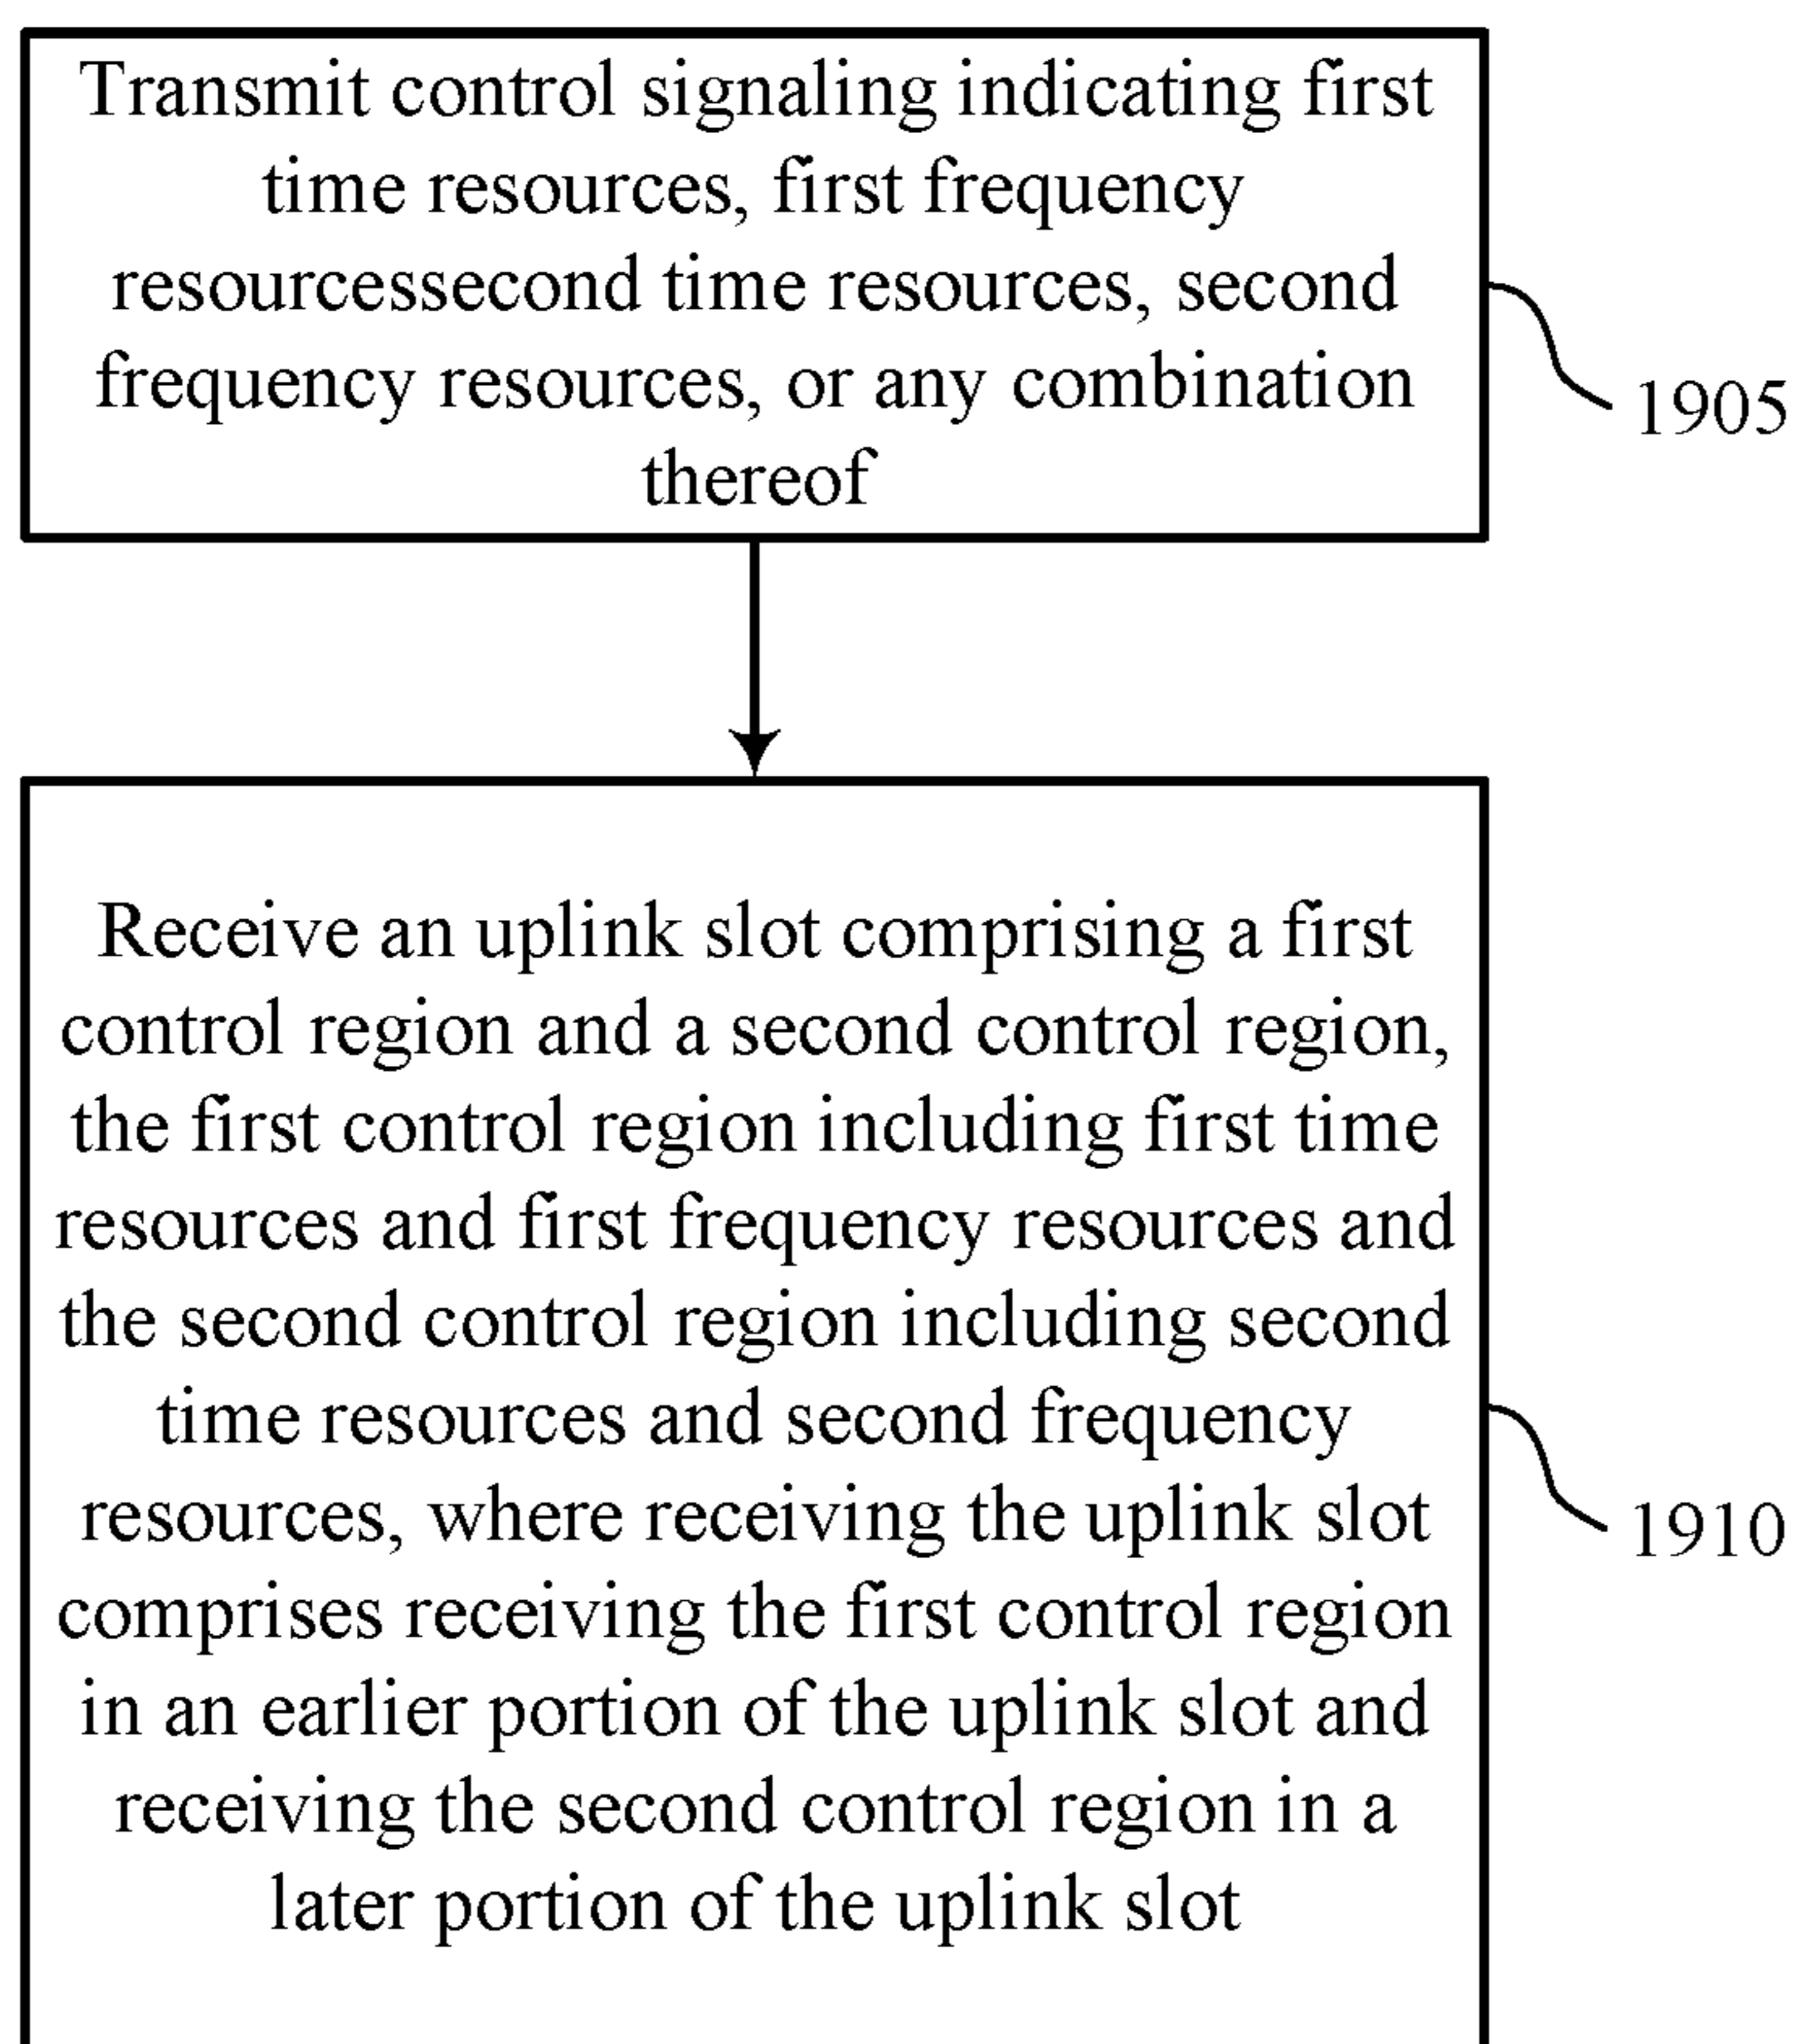 Transmit control signaling indicating first
time resources, first frequency
resourcessecond time resources, second
frequency resources, or any combination
thereof
1905
Receive an uplink slot comprising a first
control region and a second control region,
the first control region including first time
resources and first frequency resources and
the second control region including second
time resources and second frequency
resources, where receiving the uplink slot
comprises receiving the first control region
in an earlier portion of the uplink slot and
receiving the second control region in a
later portion of the uplink slot
1910